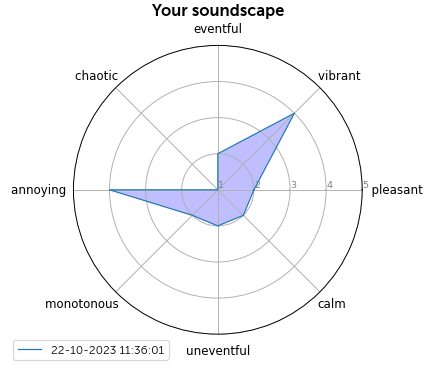 Your soundscape
eventful
chaotic
vibrant
annoying
1 2 3 4 5
pleasant
monotonous
calm
uneventful
22-10-2023 11:36:01